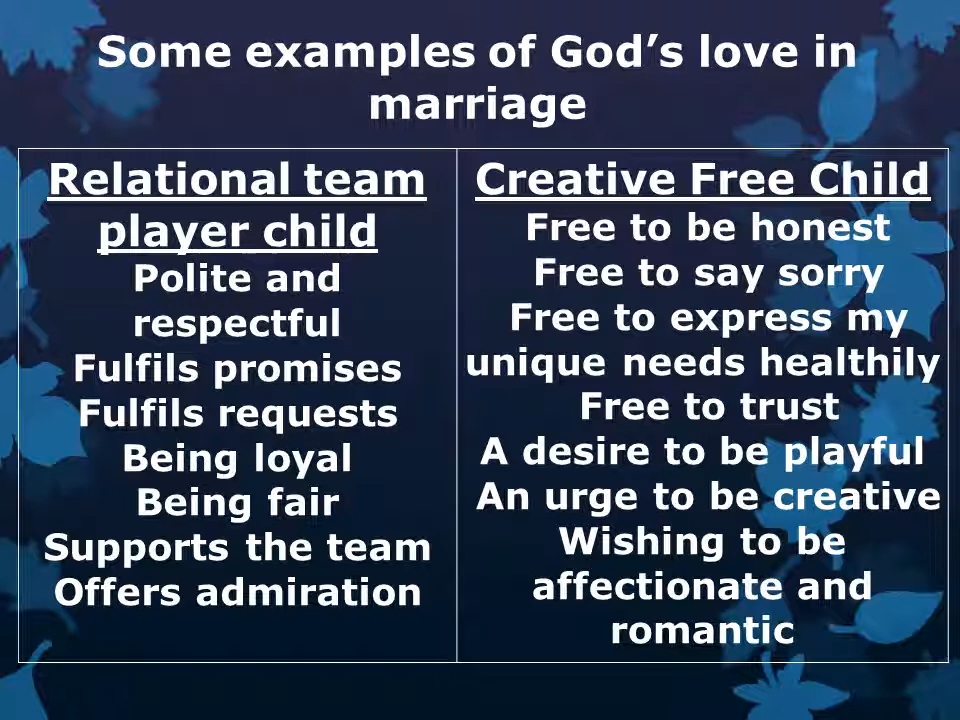 Some examples of God’s love in
marriage
Relational team
player child
Polite and
respectful
Fulfils promises
Fulfils requests
Being loyal
Being fair
Supports the team
Offers admiration
Creative Free Child
Free to be honest
Free to say sorry
Free to express my
unique needs healthily
Free to trust
A desire to be playful
An urge to be creative
Wishing to be
affectionate and
romantic